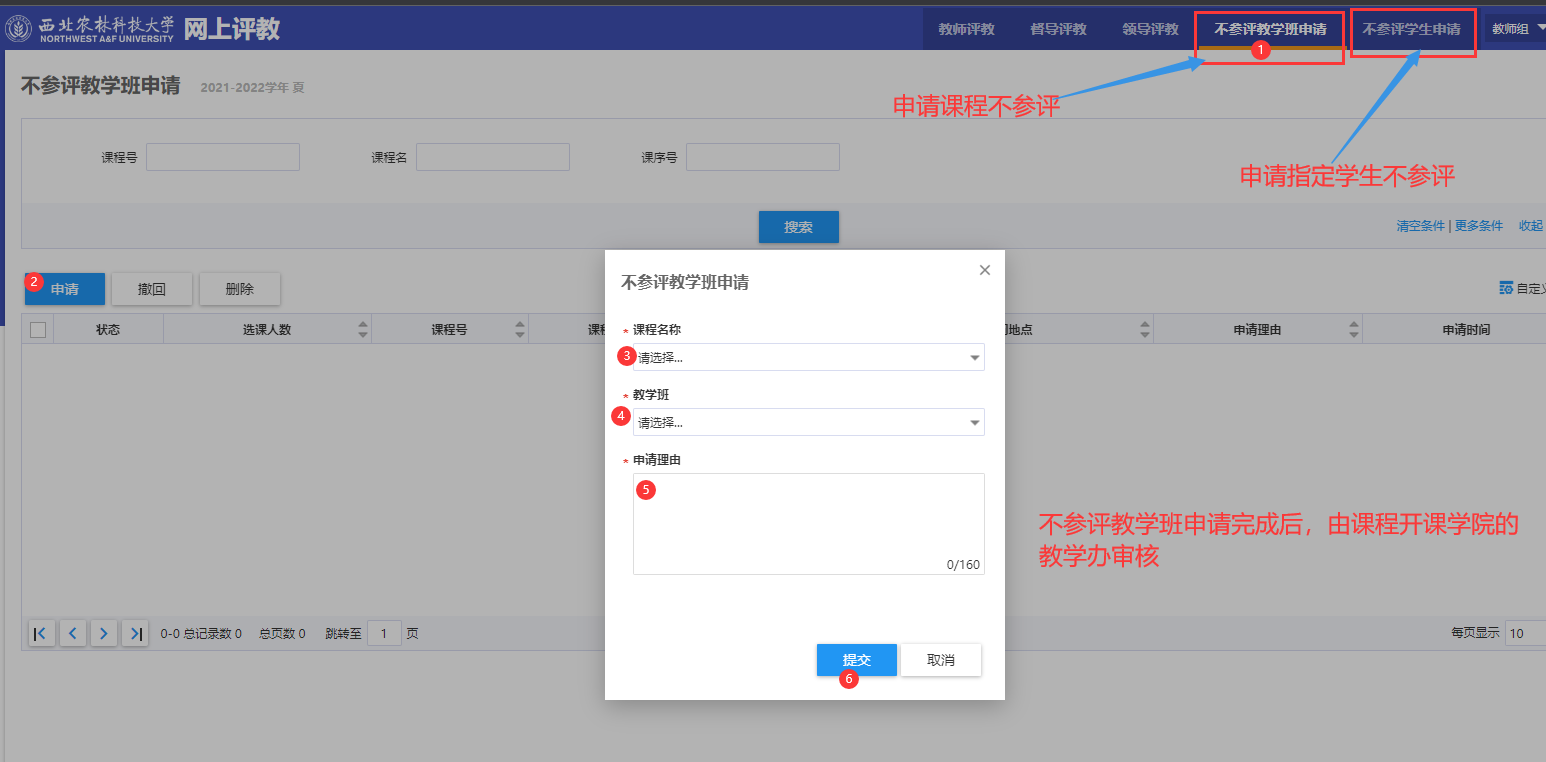 西北农林科技大学
NORTHWEST A&F UNIVERSITY
网上评教
教师评教 督导评教 领导评教 不参评教学班申请 不参评学生申请 教师组
1
不参评教学班申请 2021-2022学年 夏
申请课程不参评
课程号 课程名 课序号
申请指定学生不参评
搜索
清空条件 | 更多条件 收起
2 申请 撤回 删除
自定义
状态 选课人数 课程号 地点 申请理由 申请时间
不参评教学班申请
* 课程名称
3 请选择...
* 教学班
4 请选择...
* 申请理由
5
0/160
不参评教学班申请完成后，由课程开课学院的
教学办审核
0-0 总记录数 0 总页数 0 跳转至 1 页
每页显示 10
提交 取消
6